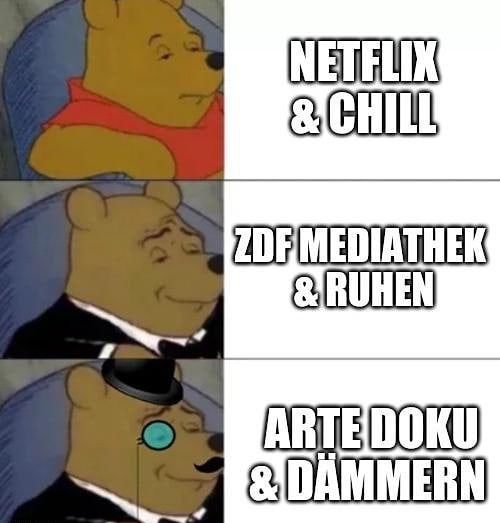 NETFLIX
& CHILL
ZDF MEDIATHEK
& RUHEN
ARTE DOKU
& DÄMMERN